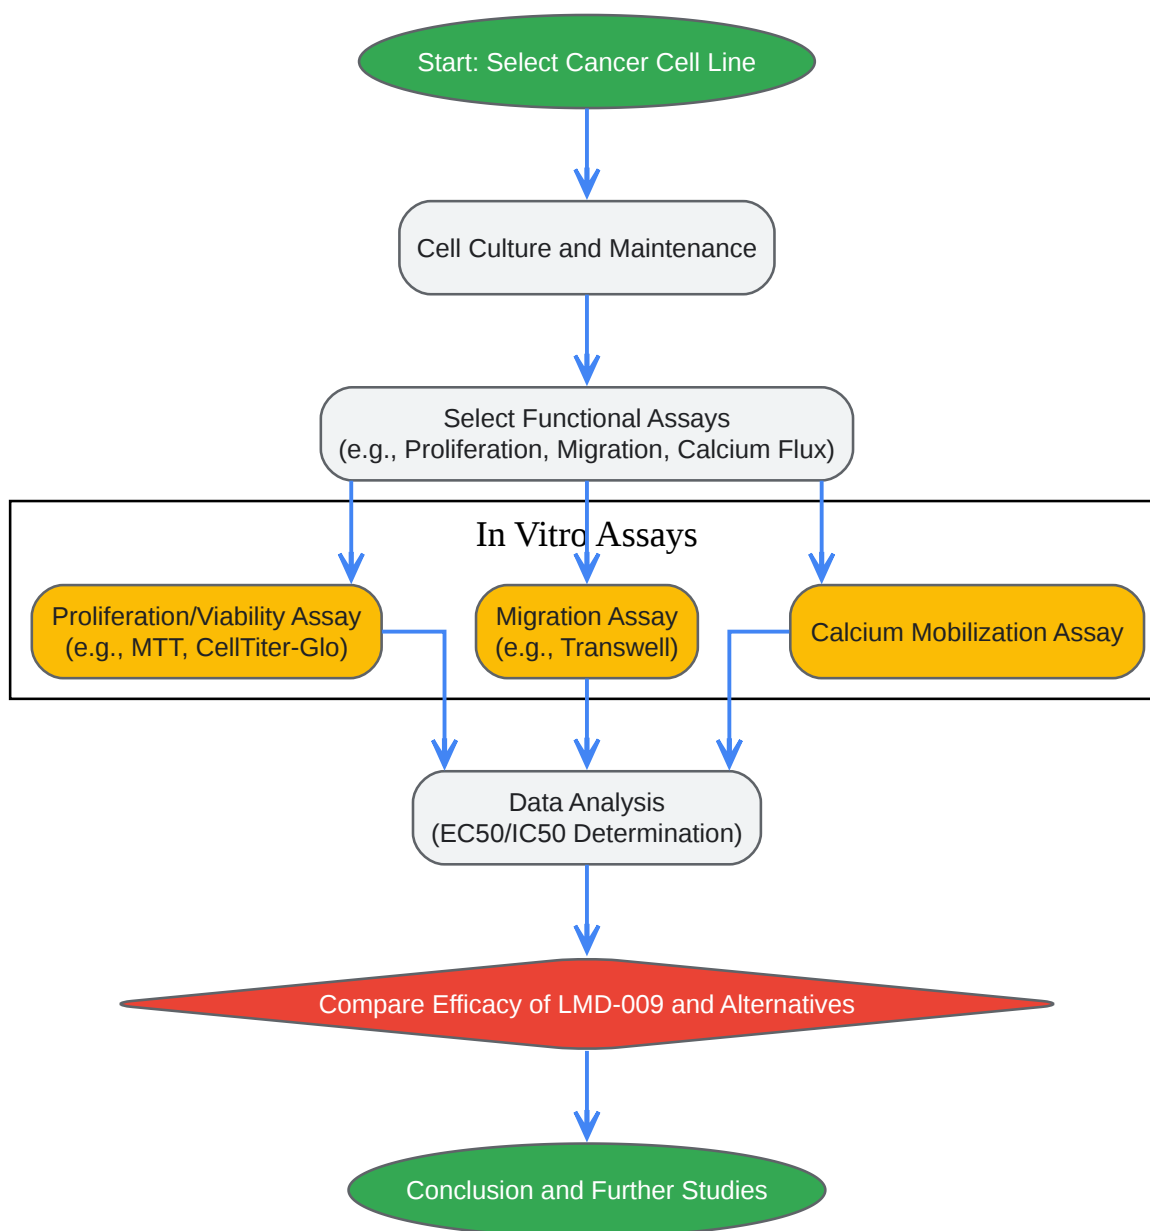 Start: Select Cancer Cell Line
Cell Culture and Maintenance
Select Functional Assays
(e.g., Proliferation, Migration, Calcium Flux)
In Vitro Assays
Proliferation/Viability Assay
(e.g., MTT, CellTiter-Glo)
Migration Assay
(e.g., Transwell)
Calcium Mobilization Assay
Data Analysis
(EC50/IC50 Determination)
Compare Efficacy of LMD-009 and Alternatives
Conclusion and Further Studies